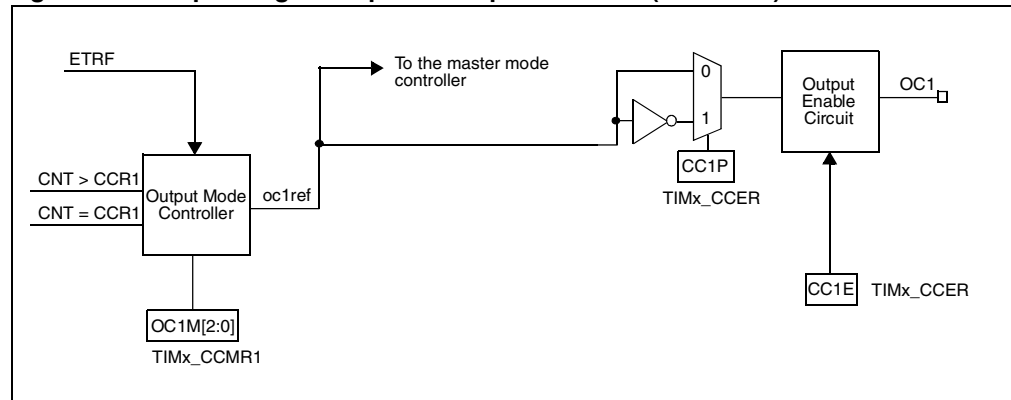 ETRF
To the master mode
controller
0
1
CC1P
TIMx_CCER
Output
Enable
Circuit
OC1
CNT > CCR1
CNT = CCR1
Output Mode
Controller
oc1ref
OC1M[2:0]
TIMx_CCMR1
CC1E
TIMx_CCER